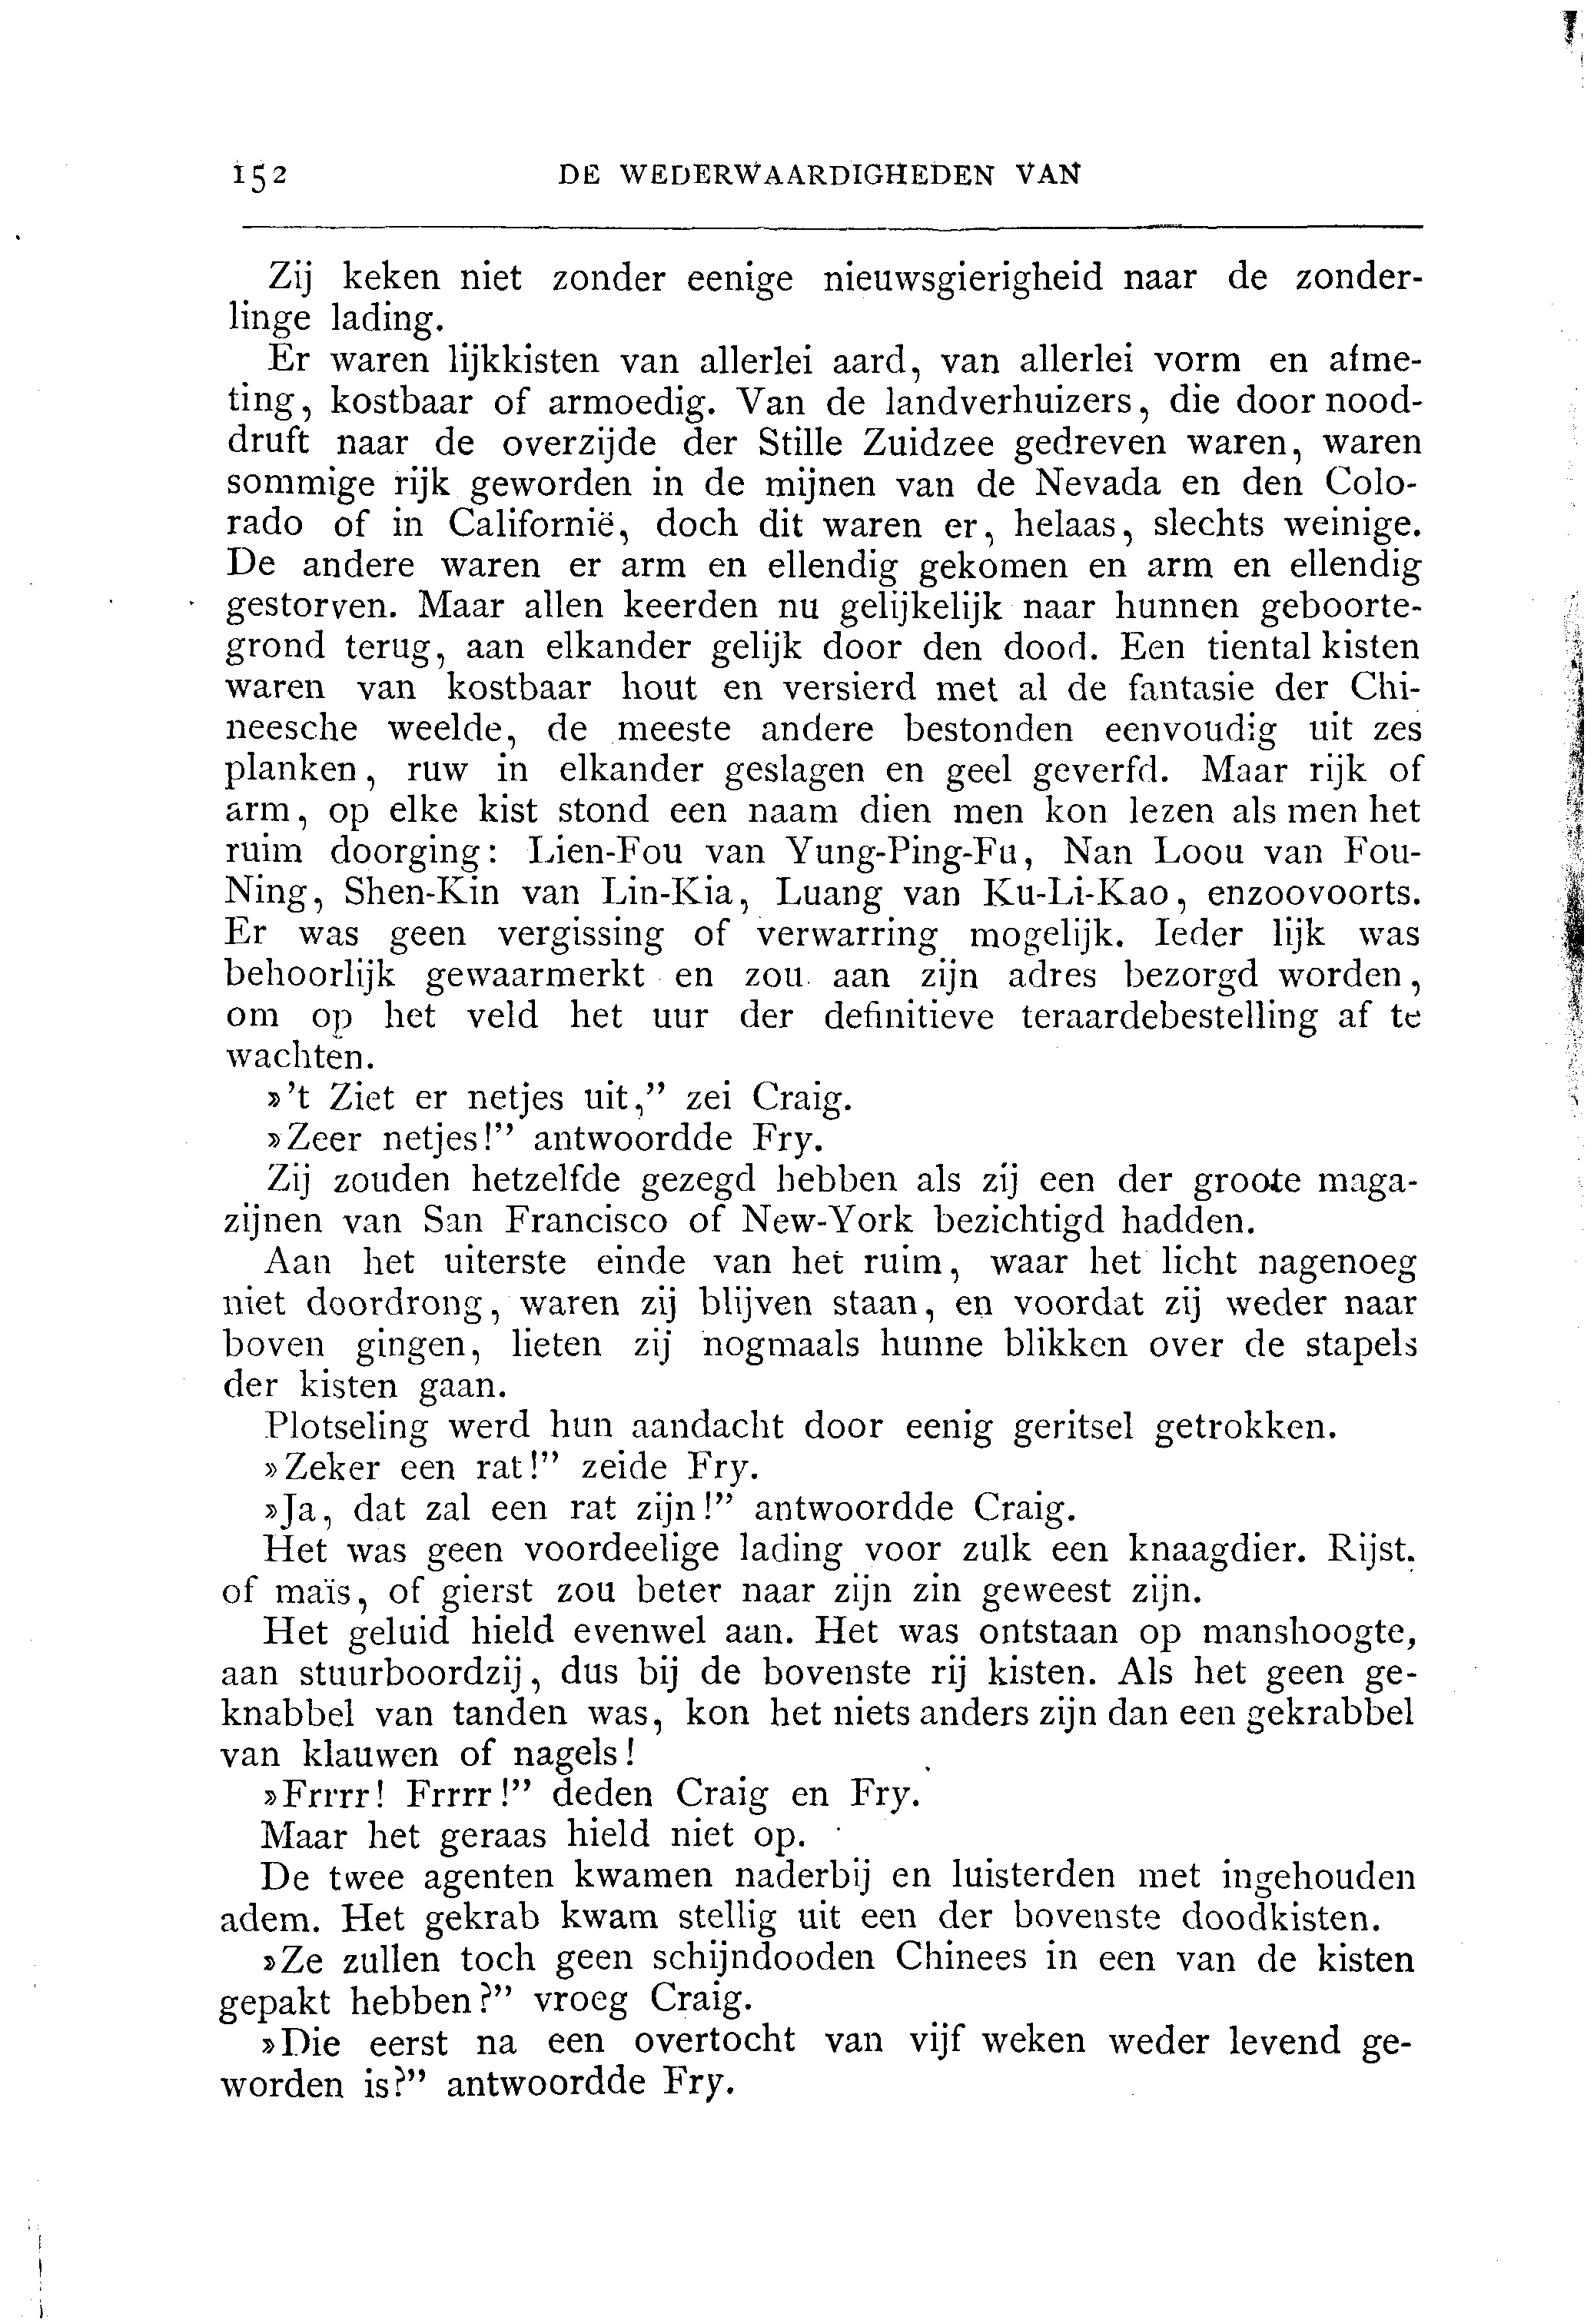 152 DE WEDERWAARDIGHEDEN VAN
Zij keken niet zonder eenige nieuwsgierigheid naar de zonder-
linge lading.
Er waren lijkkisten van allerlei aard, van allerlei vorm en afme-
ting, kostbaar of armoedig. Van de landverhuizers, die door nood-
druft naar de overzijde der Stille Zuidzee gedreven waren, waren
sommige rijk geworden in de mijnen van de Nevada en den Colo-
rado of in Californië, doch dit waren er, helaas, slechts weinige.
De andere waren er arm en ellendig gekomen en arm en ellendig
gestorven. Maar allen keerden nu gelijkelijk naar hunnen geboorte-
grond terug, aan elkander gelijk door den dood. Een tiental kisten
waren van kostbaar hout en versierd met al de fantasie der Chi-
neesche weelde, de meeste andere bestonden eenvoudig uit zes
planken, ruw in elkander geslagen en geel geverfd. Maar rijk of
arm, op elke kist stond een naam dien men kon lezen als men het
ruim doorging: Lien-Fou van Yung-Ping-Fu, Nan Loou van Fou-
Ning, Shen-Kin van Lin-Kia, Luang van Ku-Li-Kao, enzoovoorts.
Er was geen vergissing of verwarring mogelijk. Ieder lijk was
behoorlijk gewaarmerkt en zou aan zijn adres bezorgd worden,
om op het veld het uur der definitieve teraardebestelling af te
wachten.
»'t Ziet er netjes uit,” zei Craig.
»Zeer netjes!” antwoordde Fry.
Zij zouden hetzelfde gezegd hebben als zij een der groote maga-
zijnen van San Francisco of New-York bezichtigd hadden.
Aan het uiterste einde van het ruim, waar het licht nagenoeg
niet doordrong, waren zij blijven staan, en voordat zij weder naar
boven gingen, lieten zij nogmaals hunne blikken over de stapels
der kisten gaan.
Plotseling werd hun aandacht door eenig geritsel getrokken.
»Zeker een rat!” zeide Fry.
»Ja, dat zal een rat zijn!” antwoordde Craig.
Het was geen voordeelige lading voor zulk een knaagdier. Rijst.
of maïs, of gierst zou beter naar zijn zin geweest zijn.
Het geluid hield evenwel aan. Het was ontstaan op manshoogte,
aan stuurboordzij, dus bij de bovenste rij kisten. Als het geen ge-
knabbel van tanden was, kon het niets anders zijn dan een gekrabbel
van klauwen of nagels!
»Frrrr! Frrrr!” deden Craig en Fry.
Maar het geraas hield niet op.
De twee agenten kwamen naderbij en luisterden met ingehouden
adem. Het gekrab kwam stellig uit een der bovenste doodkisten.
»Ze zullen toch geen schijndooden Chinees in een van de kisten
gepakt hebben?” vroeg Craig.
»Die eerst na een overtocht van vijf weken weder levend ge-
worden is?” antwoordde Fry.